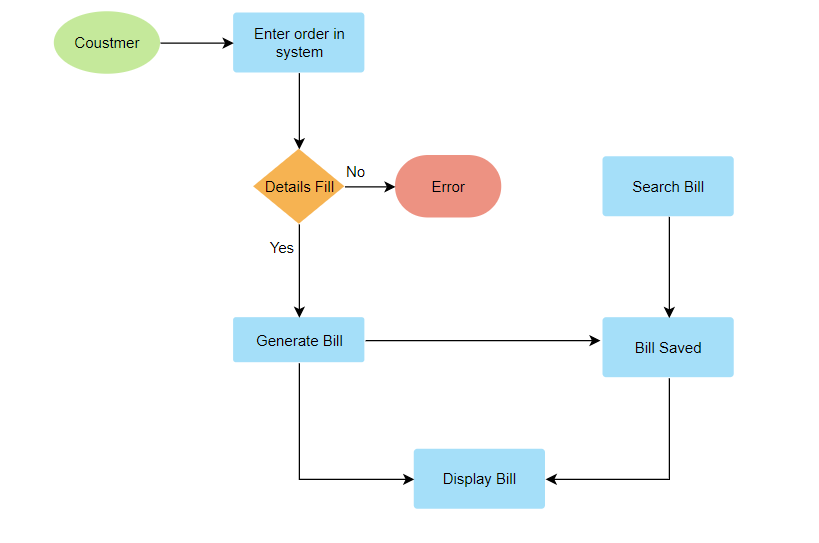 Coustmer
Enter order in
system
Details Fill
No
Error
Search Bill
Yes
Generate Bill
Bill Saved
Display Bill